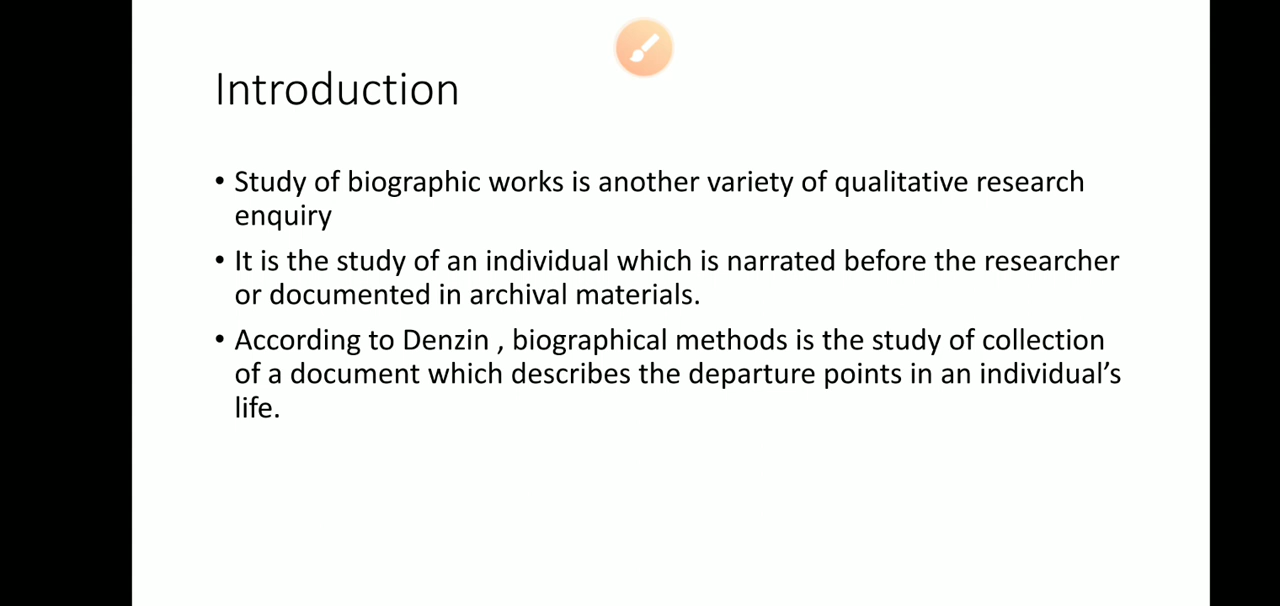 Introduction
• Study of biographic works is another variety of qualitative research
enquiry
• It is the study of an individual which is narrated before the researcher
or documented in archival materials.
• According to Denzin , biographical methods is the study of collection
of a document which describes the departure points in an individual’s
life.